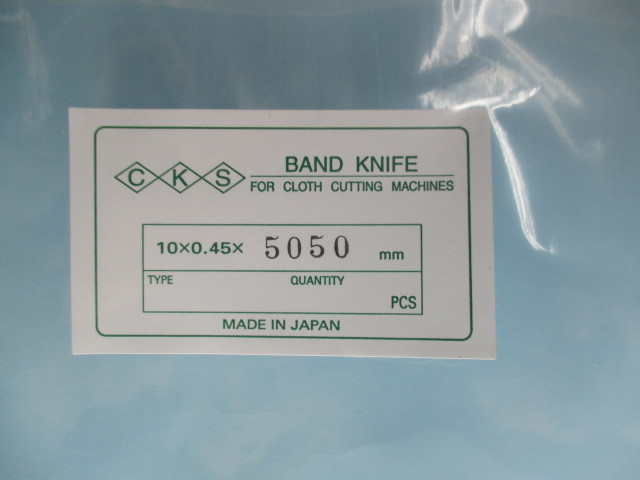 CKS
BAND KNIFE
FOR CLOTH CUTTING MACHINES
10×0.45× 5050 mm
TYPE QUANTITY
PCS
MADE IN JAPAN